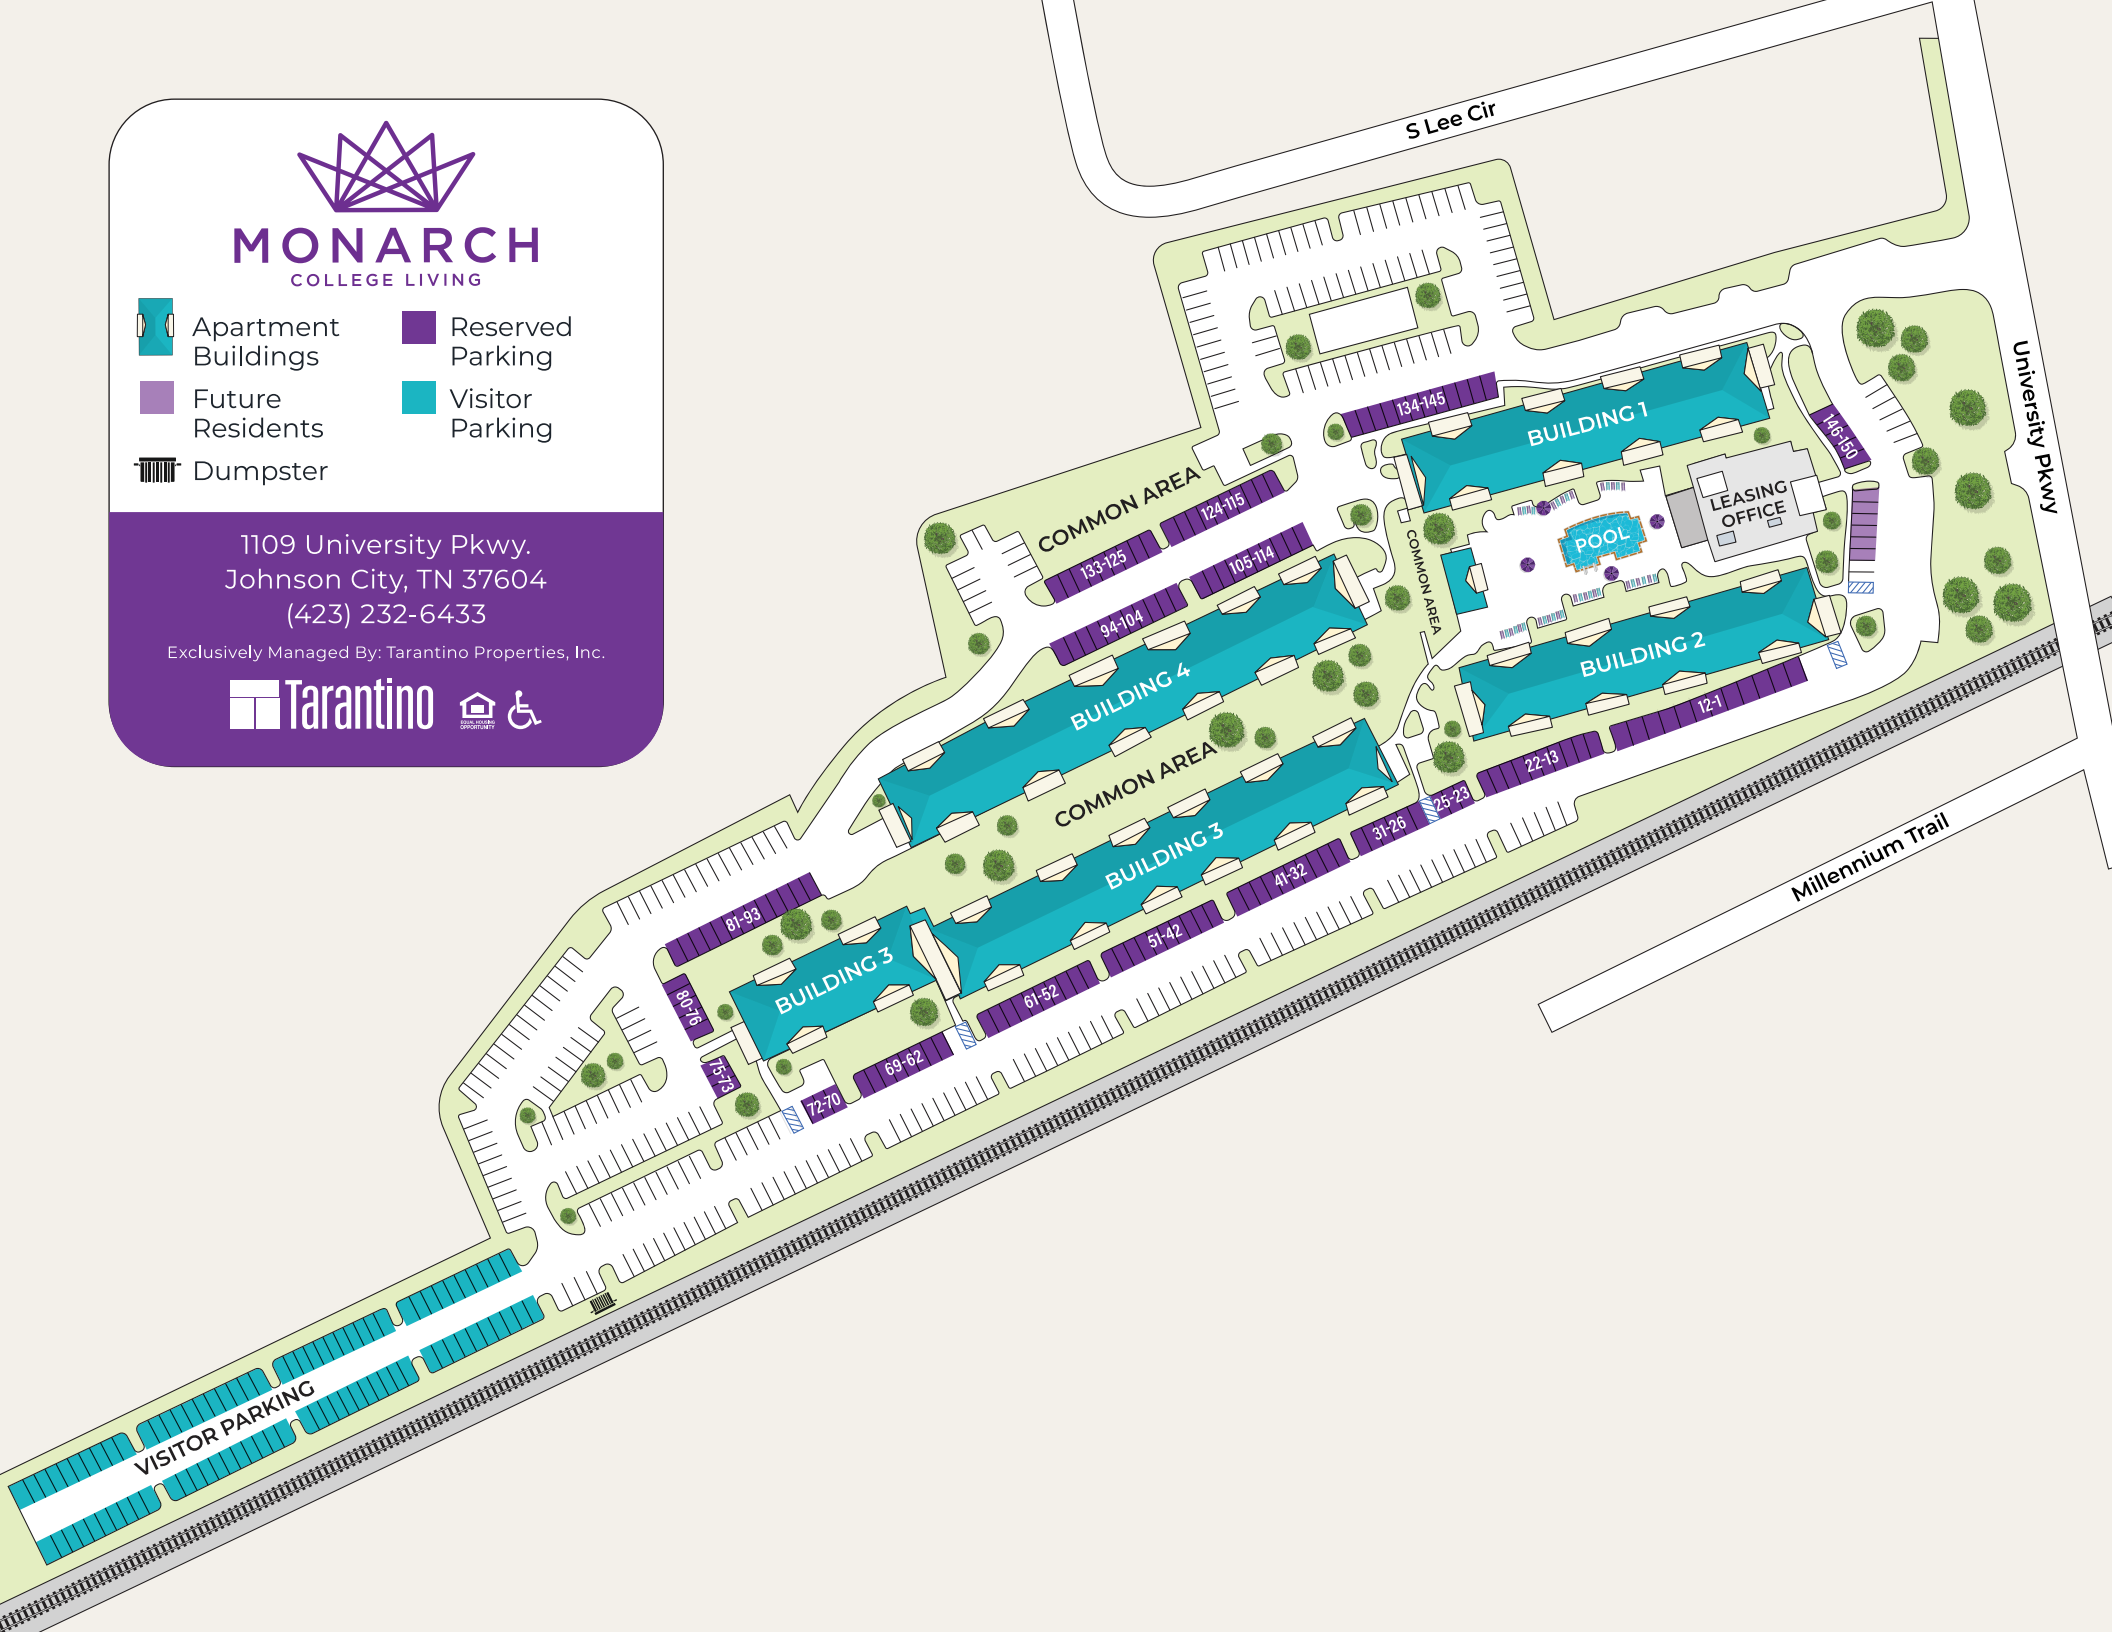 MONARCH
COLLEGE LIVING
Apartment
Buildings
Reserved
Parking
Future
Residents
Visitor
Parking
Dumpster
1109 University Pkwy.
Johnson City, TN 37604
(423) 232-6433
Exclusively Managed By: Tarantino Properties, Inc.
Tarantino
EQUAL HOUSING
OPPORTUNITY
S Lee Cir
University Pkwy
Millennium Trail
134-145
BUILDING 1
146-150
LEASING
OFFICE
POOL
COMMON AREA
COMMON AREA
124-115
133-125
105-114
94-104
BUILDING 4
BUILDING 2
12-1
22-13
25-23
31-26
COMMON AREA
BUILDING 3
41-32
51-42
61-52
81-93
BUILDING 3
80-76
75-73
69-62
72-70
VISITOR PARKING